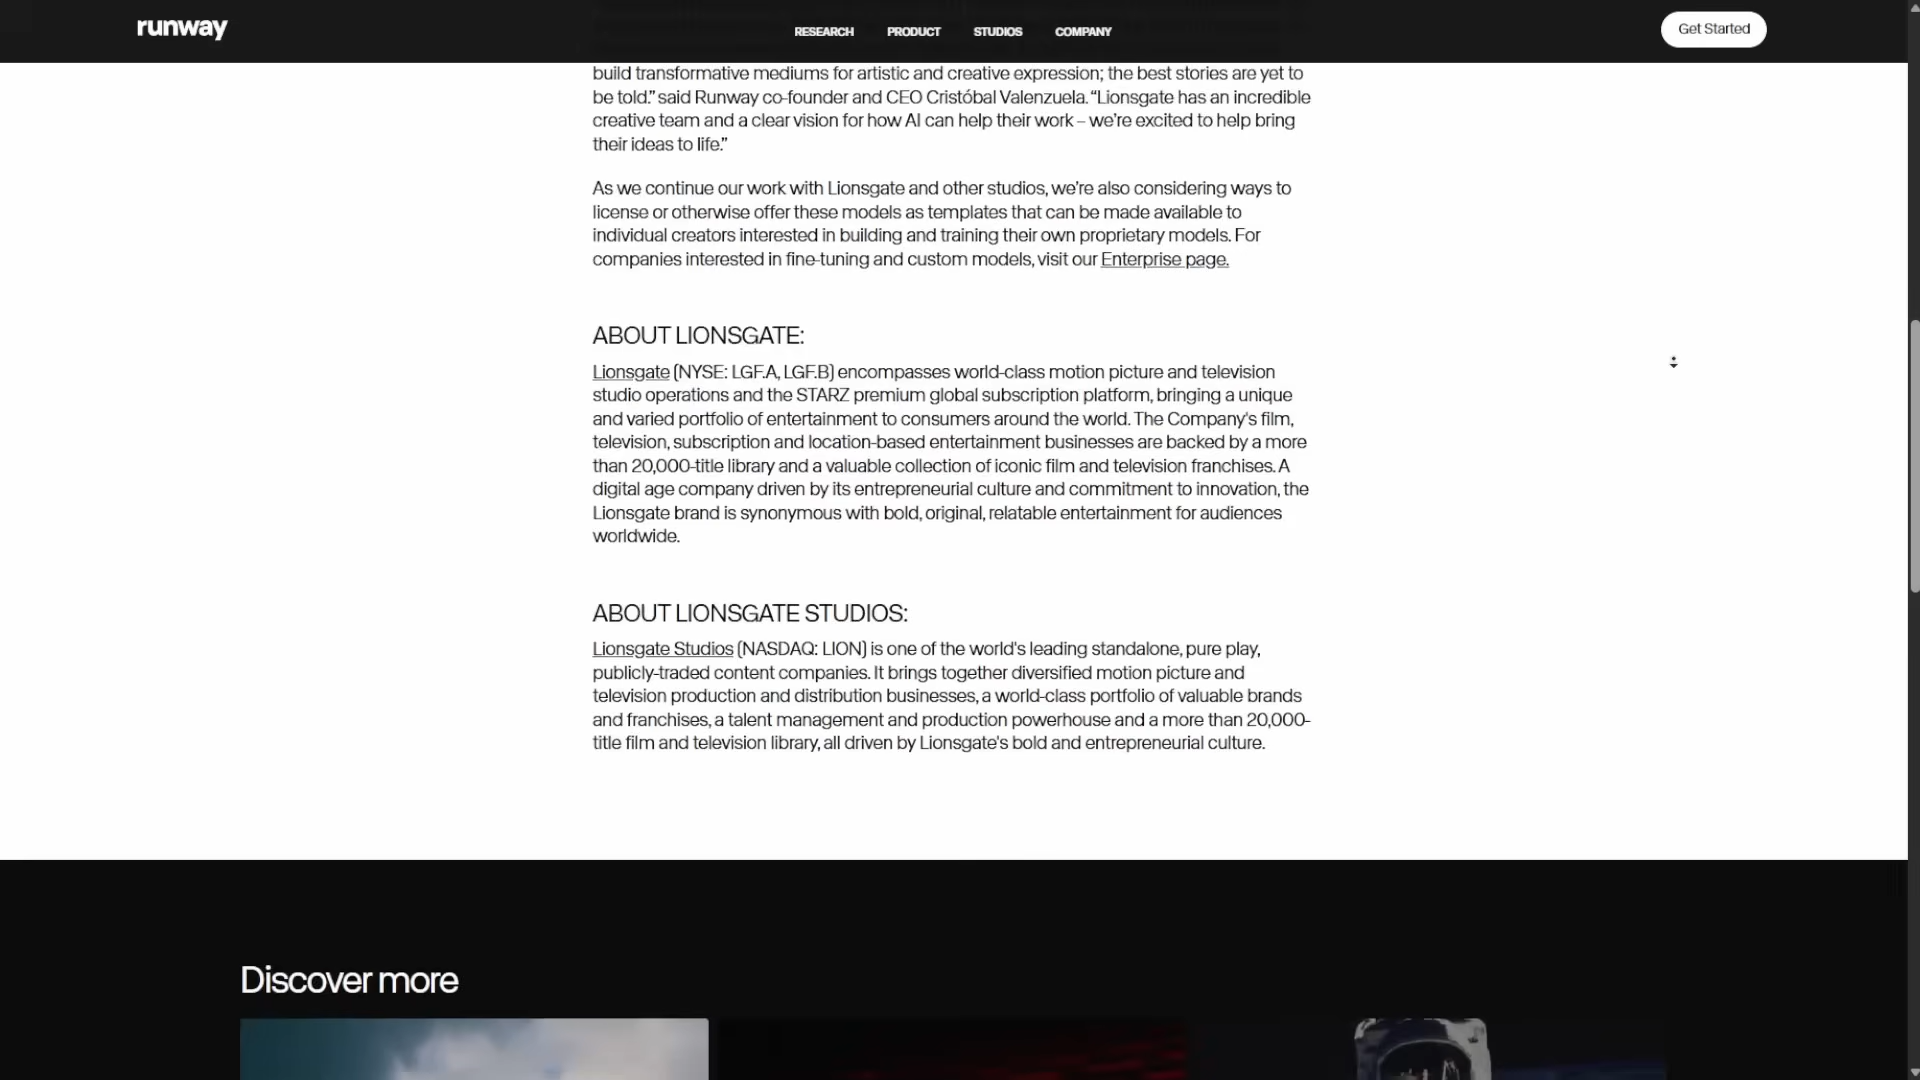 runway
RESEARCH PRODUCT STUDIOS COMPANY
Get Started
build transformative mediums for artistic and creative expression; the best stories are yet to
be told.” said Runway co-founder and CEO Cristóbal Valenzuela. “Lionsgate has an incredible
creative team and a clear vision for how AI can help their work – we’re excited to help bring
their ideas to life.”
As we continue our work with Lionsgate and other studios, we’re also considering ways to
license or otherwise offer these models as templates that can be made available to
individual creators interested in building and training their own proprietary models. For
companies interested in fine-tuning and custom models, visit our Enterprise page.
ABOUT LIONSGATE:
Lionsgate (NYSE: LGF.A, LGF.B) encompasses world-class motion picture and television
studio operations and the STARZ premium global subscription platform, bringing a unique
and varied portfolio of entertainment to consumers around the world. The Company's film,
television, subscription and location-based entertainment businesses are backed by a more
than 20,000-title library and a valuable collection of iconic film and television franchises. A
digital age company driven by its entrepreneurial culture and commitment to innovation, the
Lionsgate brand is synonymous with bold, original, relatable entertainment for audiences
worldwide.
ABOUT LIONSGATE STUDIOS:
Lionsgate Studios (NASDAQ: LION) is one of the world's leading standalone, pure play,
publicly-traded content companies. It brings together diversified motion picture and
television production and distribution businesses, a world-class portfolio of valuable brands
and franchises, a talent management and production powerhouse and a more than 20,000-
title film and television library, all driven by Lionsgate's bold and entrepreneurial culture.
Discover more